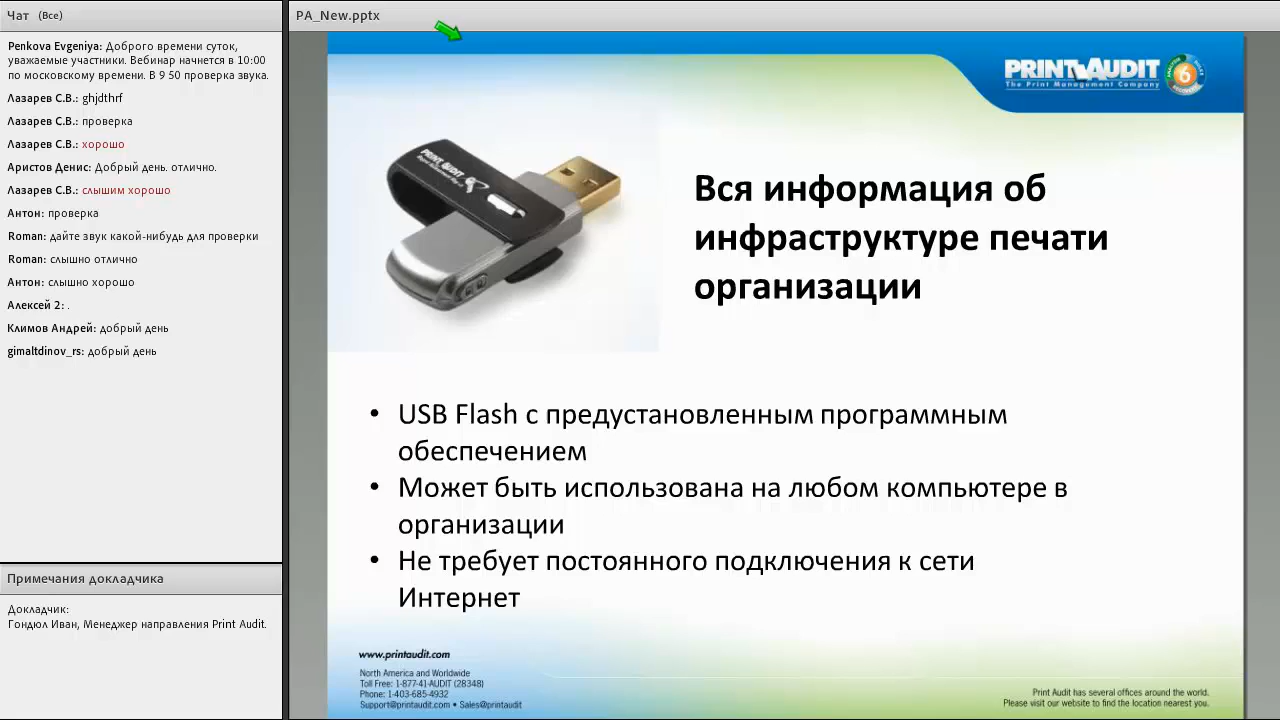 Чат (Все)
Penkova Evgeniya: Доброго времени суток,
уважаемые участники. Вебинар начнется в 10:00
по московскому времени. В 9 50 проверка звука.
Лазарев С.В.: ghjdthrf
Лазарев С.В.: проверка
Лазарев С.В.: хорошо
Аристов Денис: Добрый день. отлично.
Лазарев С.В.: слышим хорошо
Антон: проверка
Roman: дайте звук какой-нибудь для проверки
Roman: слышно отлично
Антон: слышно хорошо
Алексей 2: .
Климов Андрей: добрый день
gimaltdinov_rs: добрый день
Примечания докладчика
Докладчик:
Гондюл Иван, Менеджер направления Print Audit.
PA_New.pptx
PRINT AUDIT 6
The Print Management Company
PRINT AUDIT
Вся информация об
инфраструктуре печати
организации
• USB Flash с предустановленным программным
обеспечением
• Может быть использована на любом компьютере в
организации
• Не требует постоянного подключения к сети
Интернет
www.printaudit.com
North America and Worldwide
Toll Free: 1-877-41-AUDIT (28348)
Phone: 1-403-685-4932
Support@printaudit.com • Sales@printaudit
Print Audit has several offices around the world.
Please visit our website to find the location nearest you.